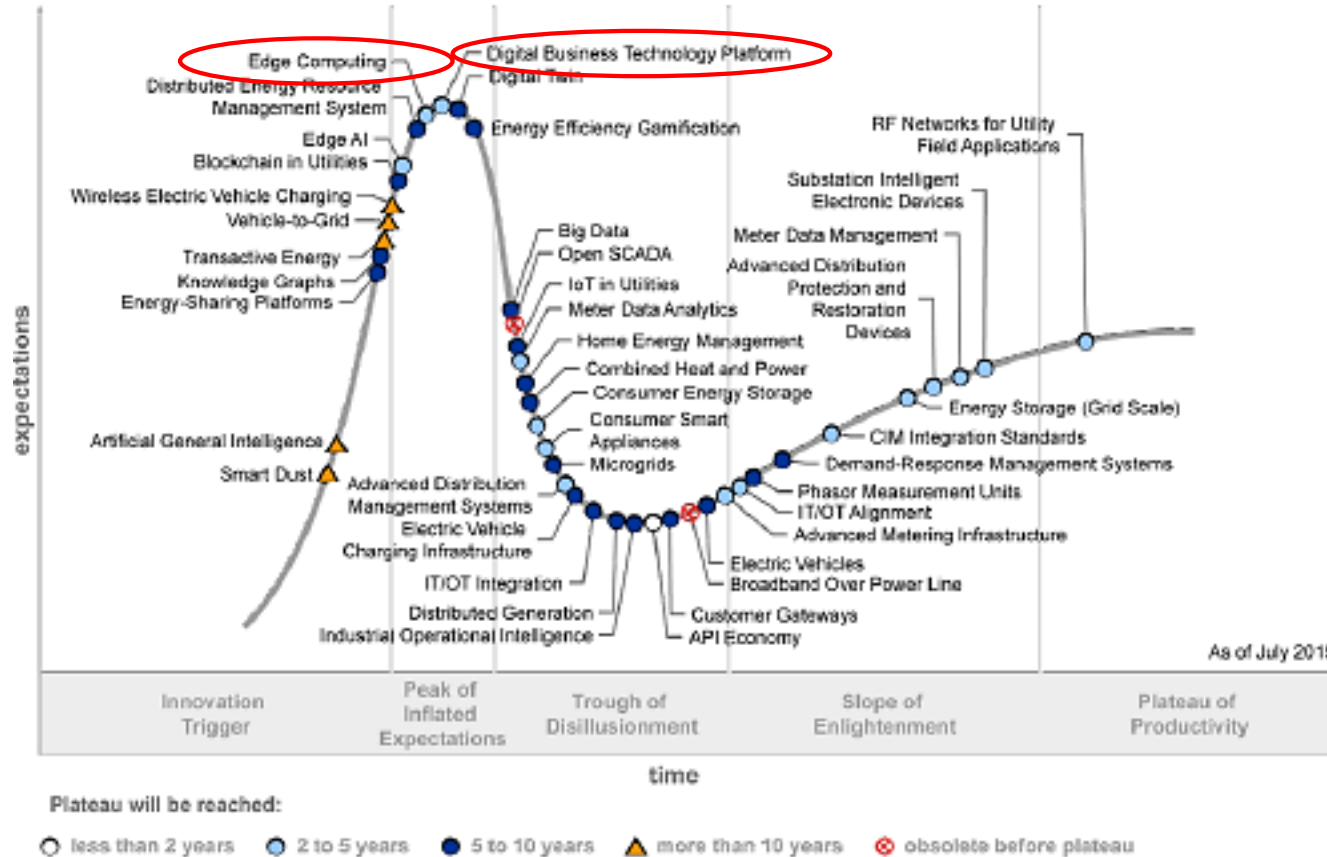 Edge Computing
Digital Business Technology Platform
Distributed Energy Resource
Management System
Digital Twin
Energy Efficiency Gamification
Edge AI
Blockchain in Utilities
Wireless Electric Vehicle Charging
Vehicle-to-Grid
Transactive Energy
Knowledge Graphs
Energy-Sharing Platforms
Artificial General Intelligence
Smart Dust
Big Data
Open SCADA
IoT in Utilities
Meter Data Analytics
Home Energy Management
Combined Heat and Power
Consumer Energy Storage
Consumer Smart
Appliances
Microgrids
Advanced Distribution
Management Systems
Electric Vehicle
Charging Infrastructure
IT/OT Integration
Distributed Generation
Industrial Operational Intelligence
API Economy
Customer Gateways
Broadband Over Power Line
Electric Vehicles
Advanced Metering Infrastructure
IT/OT Alignment
Phasor Measurement Units
Demand-Response Management Systems
CIM Integration Standards
Energy Storage (Grid Scale)
Advanced Distribution
Protection and
Restoration
Devices
Meter Data Management
Substation Intelligent
Electronic Devices
RF Networks for Utility
Field Applications
expectations
As of July
Innovation
Trigger
Peak of
Inflated
Expectations
Trough of
Disillusionment
Slope of
Enlightenment
Plateau of
Productivity
time
Plateau will be reached:
less than 2 years
2 to 5 years
5 to 10 years
more than 10 years
obsolete before plateau